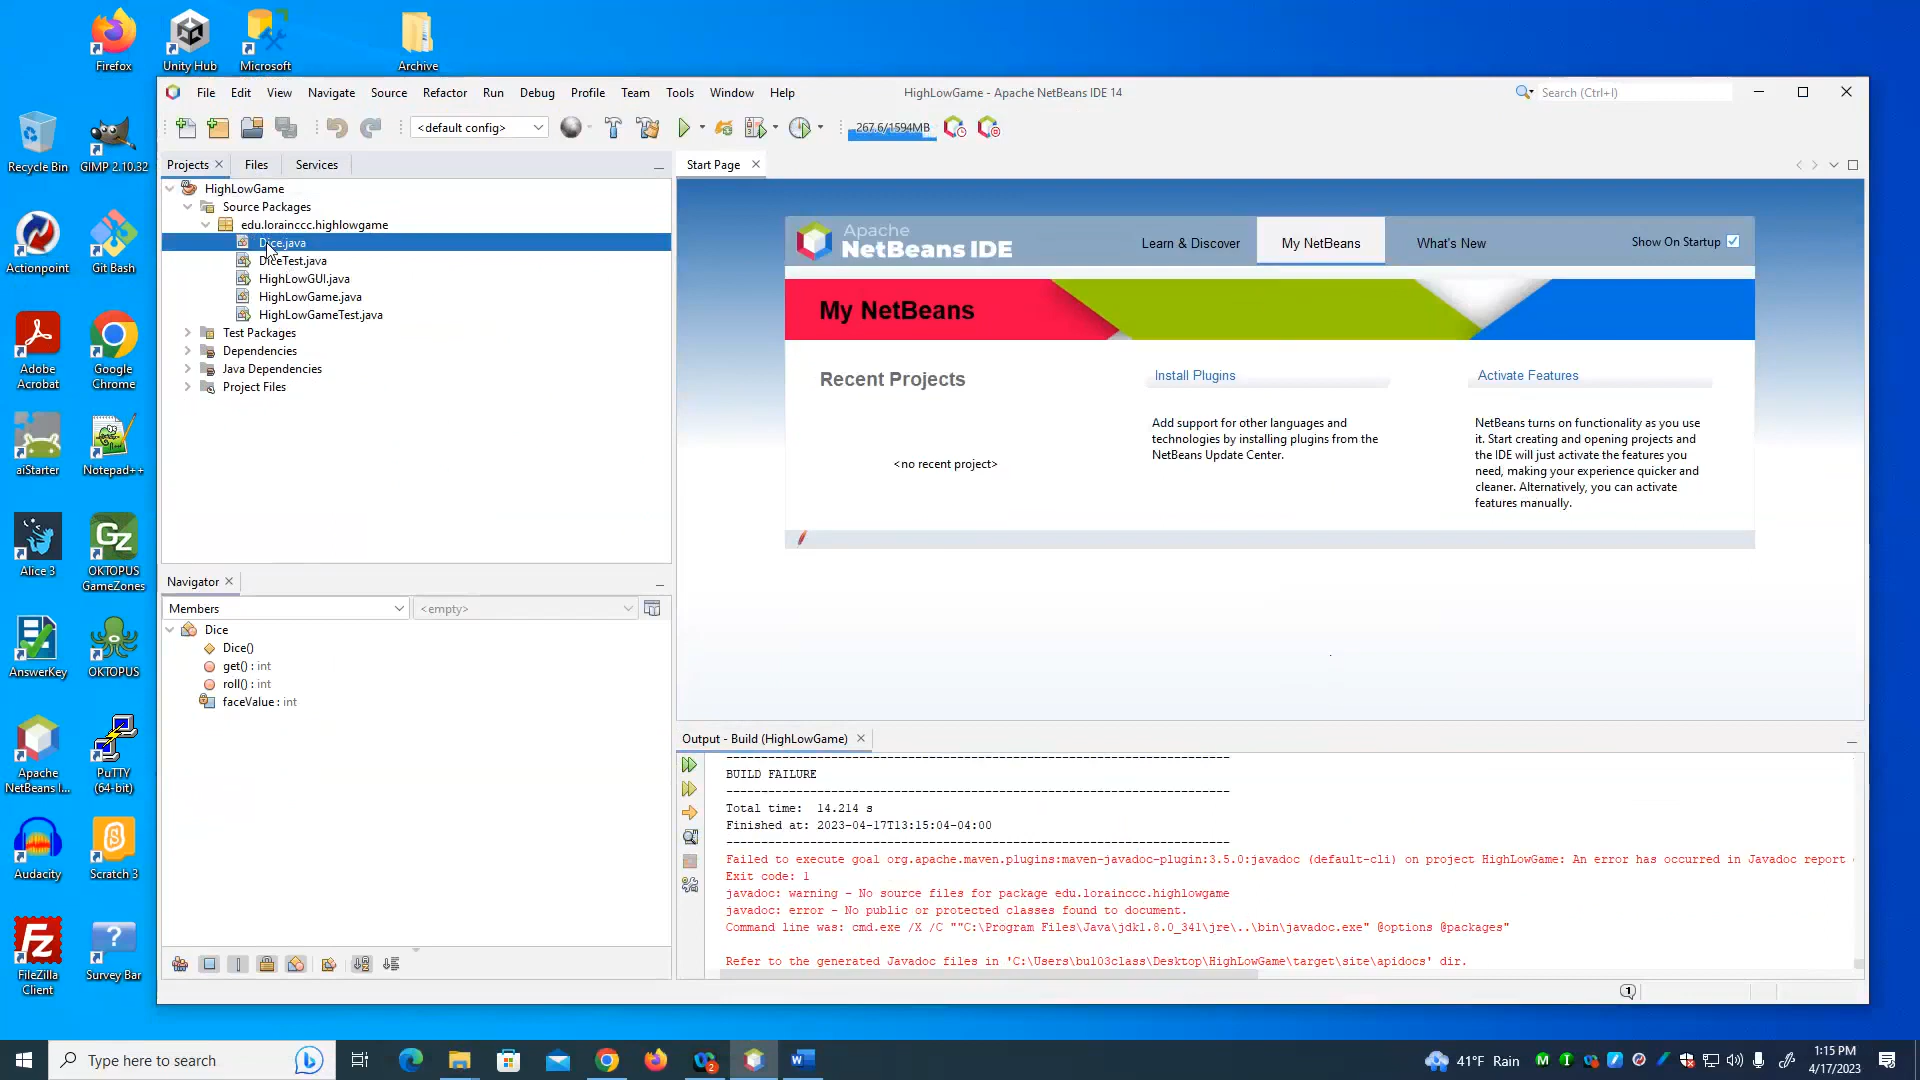 Firefox
Unity Hub
Microsoft
Archive
Recycle Bin
GIMP 2.10.32
Actionpoint
Git Bash
Adobe
Acrobat
Google
Chrome
aiStarter
Notepad++
Alice 3
OKTOPUS
GameZones
AnswerKey
OKTOPUS
Apache
NetBeans I...
PuTTY
(64-bit)
Audacity
Scratch 3
FileZilla
Client
Survey Bar
File Edit View Navigate Source Refactor Run Debug Profile Team Tools Window Help
HighLowGame - Apache NetBeans IDE 14
Search (Ctrl+I)
<default config>
267.6/1594MB
Projects Files Services
HighLowGame
Source Packages
edu.lorainccc.highlowgame
Dice.java
DiceTest.java
HighLowGUI.java
HighLowGame.java
HighLowGameTest.java
Test Packages
Dependencies
Java Dependencies
Project Files
Navigator
Members <empty>
Dice
Dice()
get() : int
roll() : int
faceValue : int
Start Page
Apache
NetBeans IDE
Learn & Discover
My NetBeans
What's New
Show On Startup
My NetBeans
Recent Projects
<no recent project>
Install Plugins
Add support for other languages and
technologies by installing plugins from the
NetBeans Update Center.
Activate Features
NetBeans turns on functionality as you use
it. Start creating and opening projects and
the IDE will just activate the features you
need, making your experience quicker and
cleaner. Alternatively, you can activate
features manually.
Output - Build (HighLowGame)
------------------------------------------------------------------------
BUILD FAILURE
------------------------------------------------------------------------
Total time:  14.214 s
Finished at: 2023-04-17T13:15:04-04:00
------------------------------------------------------------------------
Failed to execute goal org.apache.maven.plugins:maven-javadoc-plugin:3.5.0:javadoc (default-cli) on project HighLowGame: An error has occurred in Javadoc report
Exit code: 1
javadoc: warning - No source files for package edu.lorainccc.highlowgame
javadoc: error - No public or protected classes found to document.
Command line was: cmd.exe /X /C ""C:\Program Files\Java\jdk1.8.0_341\jre\..\bin\javadoc.exe" @options @packages"
Refer to the generated Javadoc files in 'C:\Users\bu103class\Desktop\HighLowGame\target\site\apidocs' dir.
1
Type here to search
2
41°F Rain
1:15 PM
4/17/2023